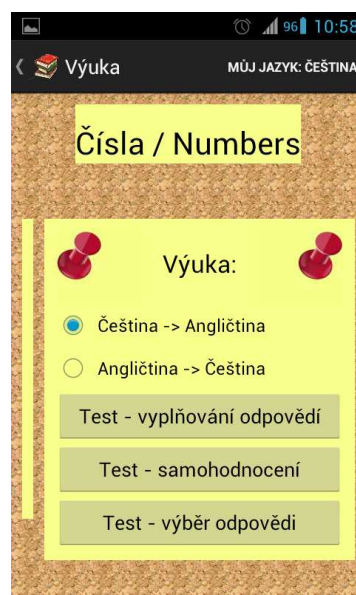 96 10:58
Výuka MŮJ JAZYK: ČEŠTINA
Čísla / Numbers
Výuka:
Čeština -> Angličtina
Angličtina -> Čeština
Test - vyplňování odpovědí
Test - samohodnocení
Test - výběr odpovědi